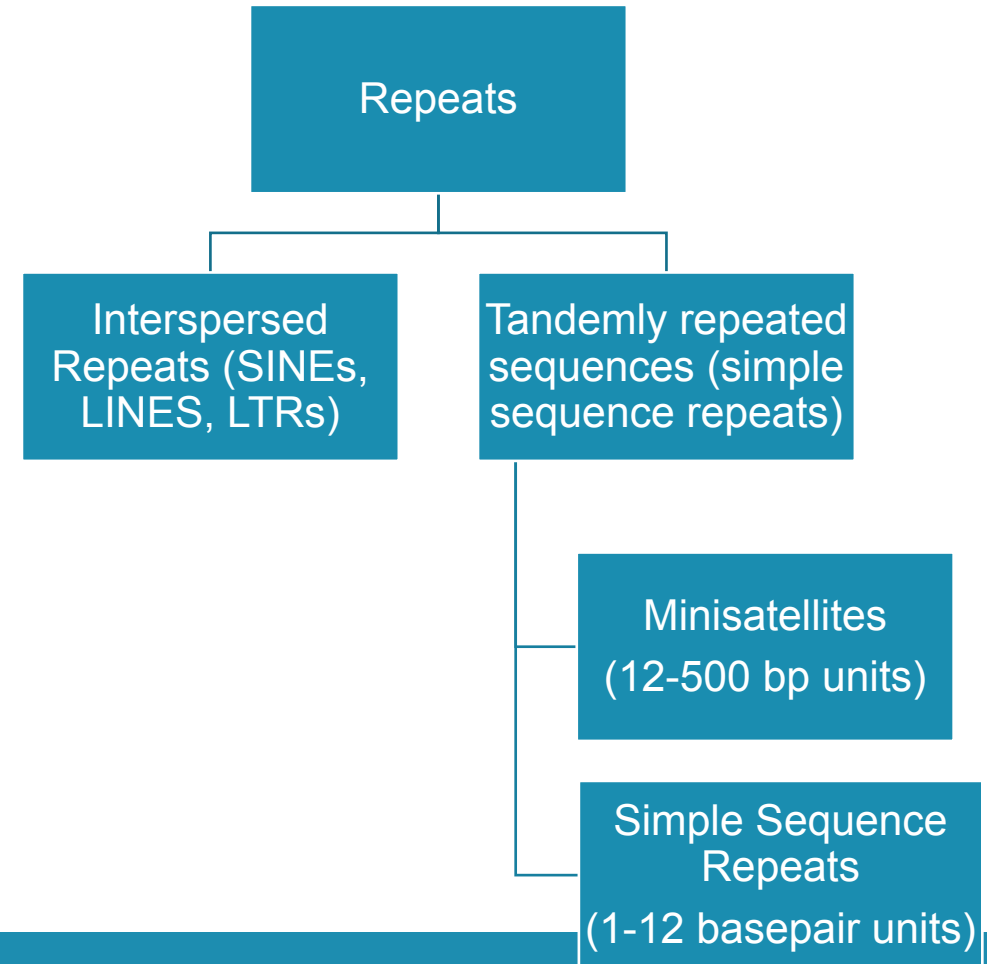 Repeats
Interspersed
Repeats (SINEs,
LINES, LTRs)
Tandemly repeated
sequences (simple
sequence repeats)
Minisatellites
(12-500 bp units)
Simple Sequence
Repeats
(1-12 basepair units)